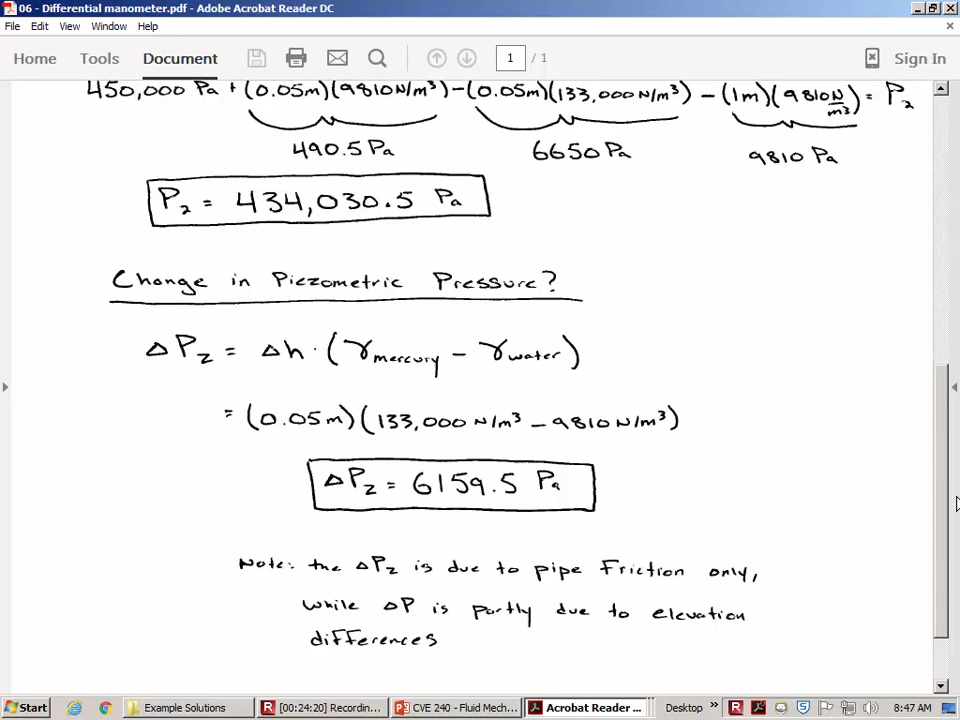 06 - Differential manometer.pdf - Adobe Acrobat Reader DC
File Edit View Window Help
Home Tools Document 1 / 1 Sign In
450,000 Pa + (0.05m)(9810N/m³) - (0.05m)(133,000N/m³) - (1m)(9810 N/m³) = P₂
490.5 Pa 6650 Pa 9810 Pa
P₂ = 434,030.5 Pa
Change in Piezometric Pressure?
ΔPz = Δh · (γmercury - γwater)
= (0.05m)(133,000 N/m³ - 9810 N/m³)
ΔPz = 6159.5 Pa
Note: the ΔPz is due to pipe friction only,
while ΔP is partly due to elevation
differences
Start Example Solutions [00:24:20] Recordin... CVE 240 - Fluid Mech... Acrobat Reader ... Desktop » 8:47 AM